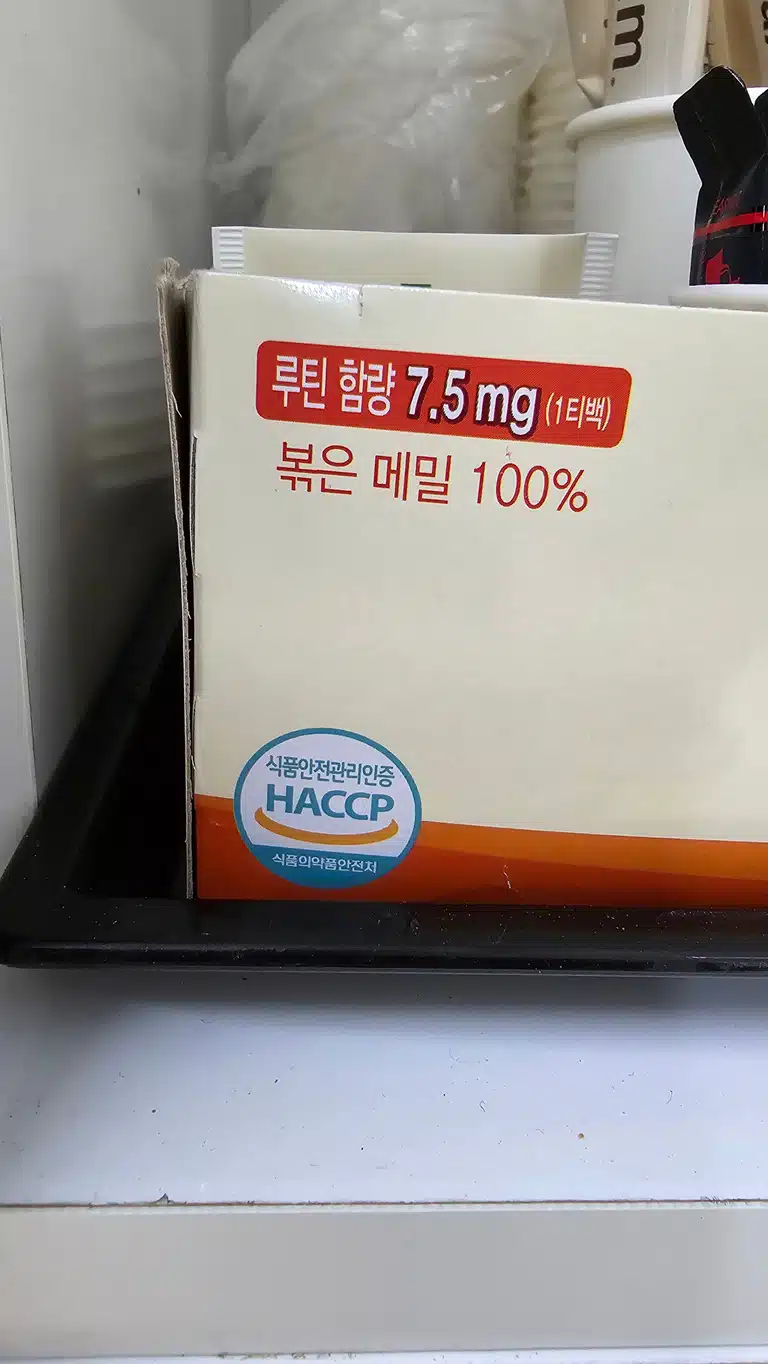 m.
루틴 함량 7.5 mg (1티백)
볶은 메밀 100%
식품안전관리인증
HACCP
식품의약품안전처